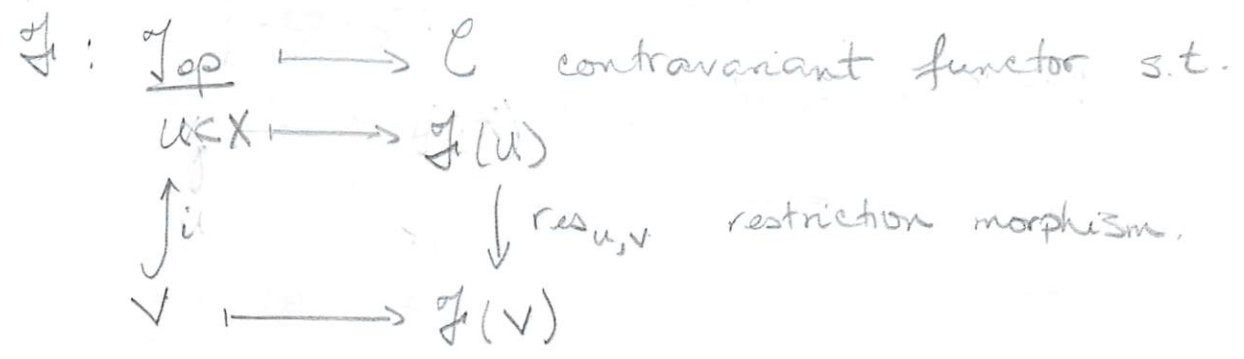 𝓕 : Top ⟼ C contravariant functor s.t.
U⊂X ⟼ 𝓕(U)
i res_{U,V} restriction morphism.
V ⟼ 𝓕(V)